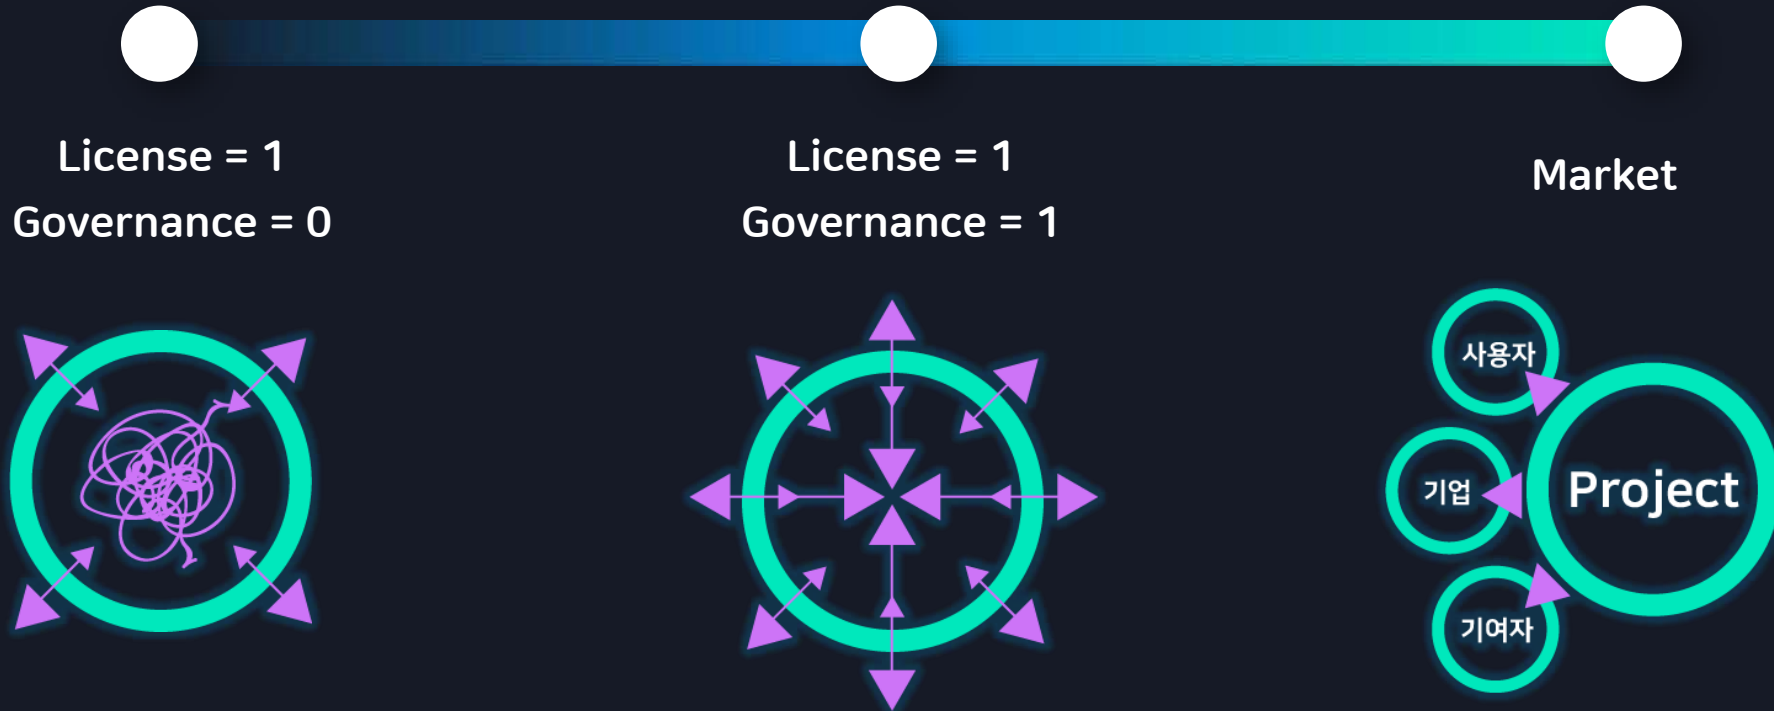 License = 1
Governance = 0
License = 1
Governance = 1
Market
사용자
기업
기여자
Project